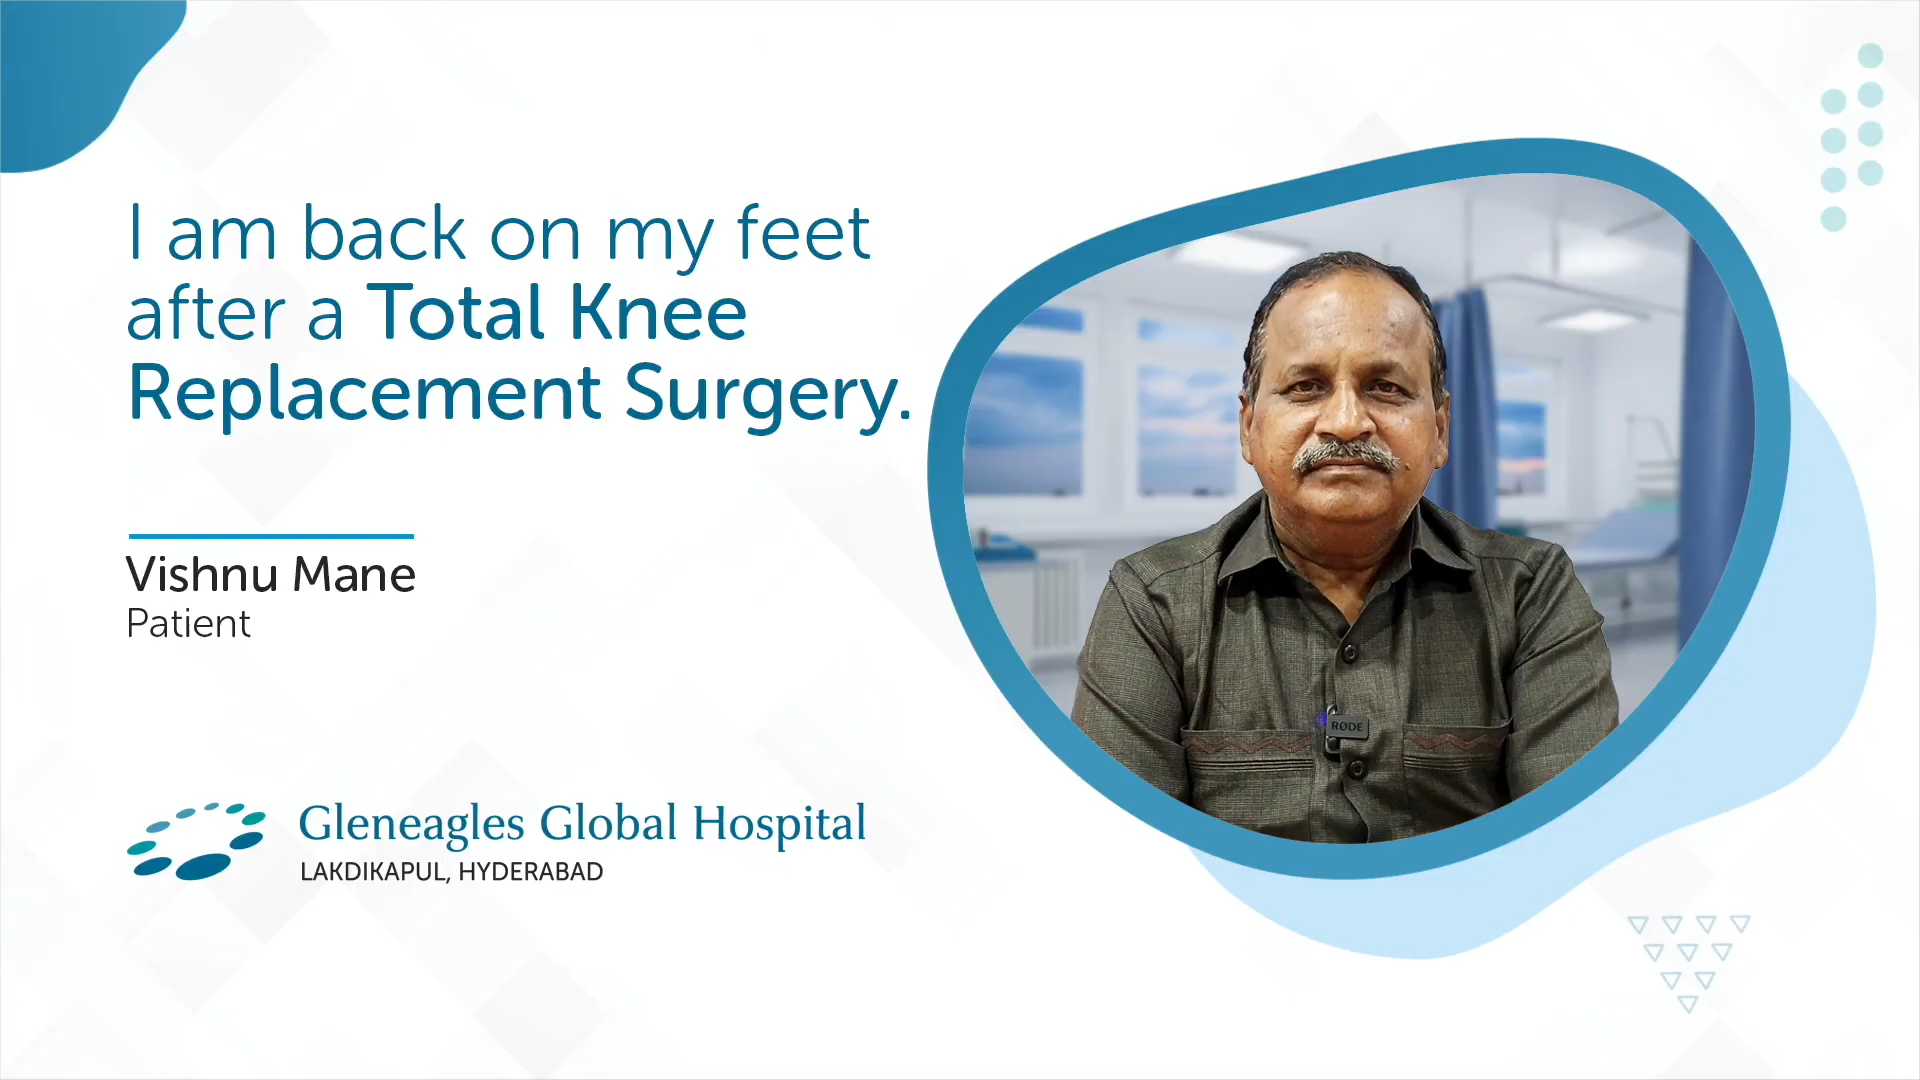 I am back on my feet
after a Total Knee
Replacement Surgery.
Vishnu Mane
Patient
Gleneagles Global Hospital
LAKDIKAPUL, HYDERABAD
RØDE